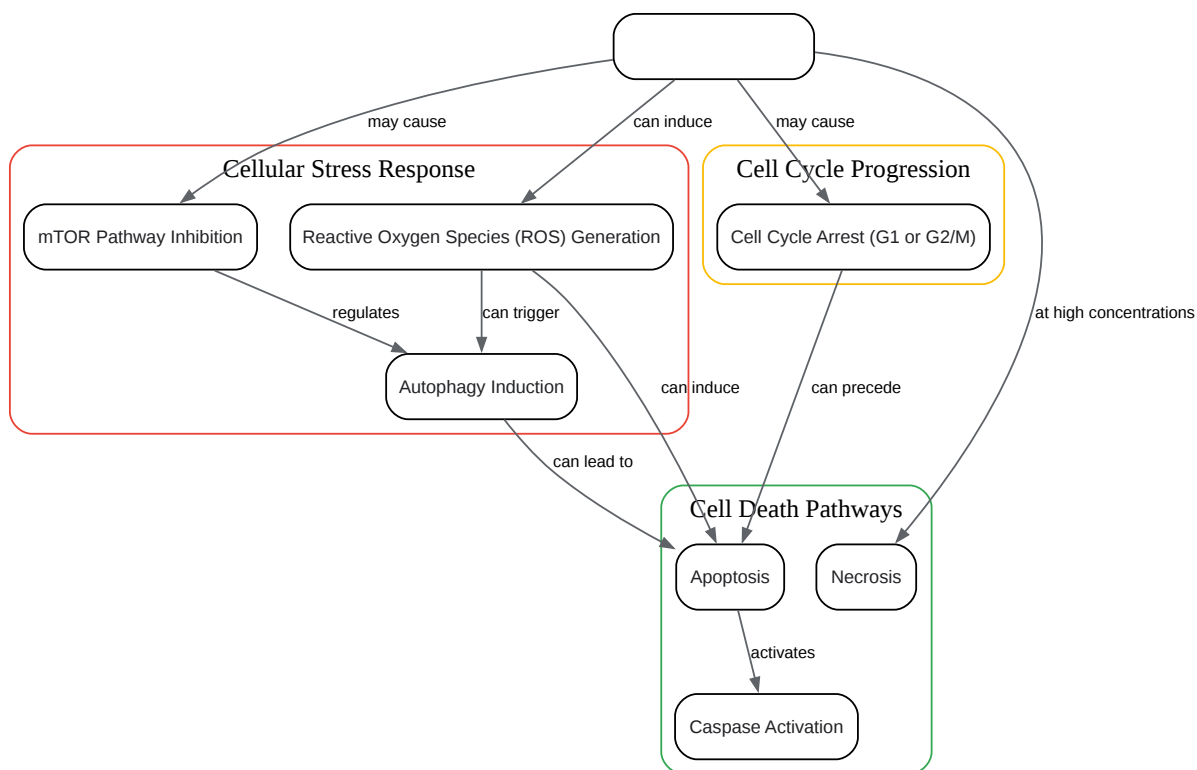 may cause
can induce
may cause
Cellular Stress Response
Cell Cycle Progression
mTOR Pathway Inhibition
Reactive Oxygen Species (ROS) Generation
Cell Cycle Arrest (G1 or G2/M)
regulates
can trigger
at high concentrations
Autophagy Induction
can induce
can precede
can lead to
Cell Death Pathways
Apoptosis
Necrosis
activates
Caspase Activation